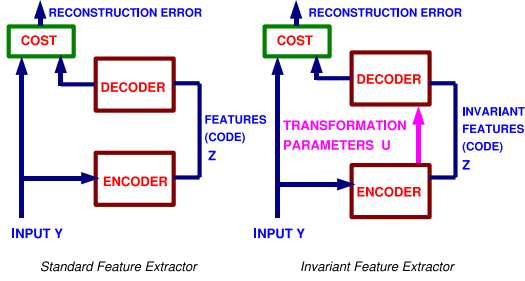 RECONSTRUCTION ERROR
COST
DECODER
FEATURES
(CODE)
Z
ENCODER
INPUT Y
Standard Feature Extractor
RECONSTRUCTION ERROR
COST
DECODER
TRANSFORMATION
PARAMETERS U
INVARIANT
FEATURES
(CODE)
Z
ENCODER
INPUT Y
Invariant Feature Extractor